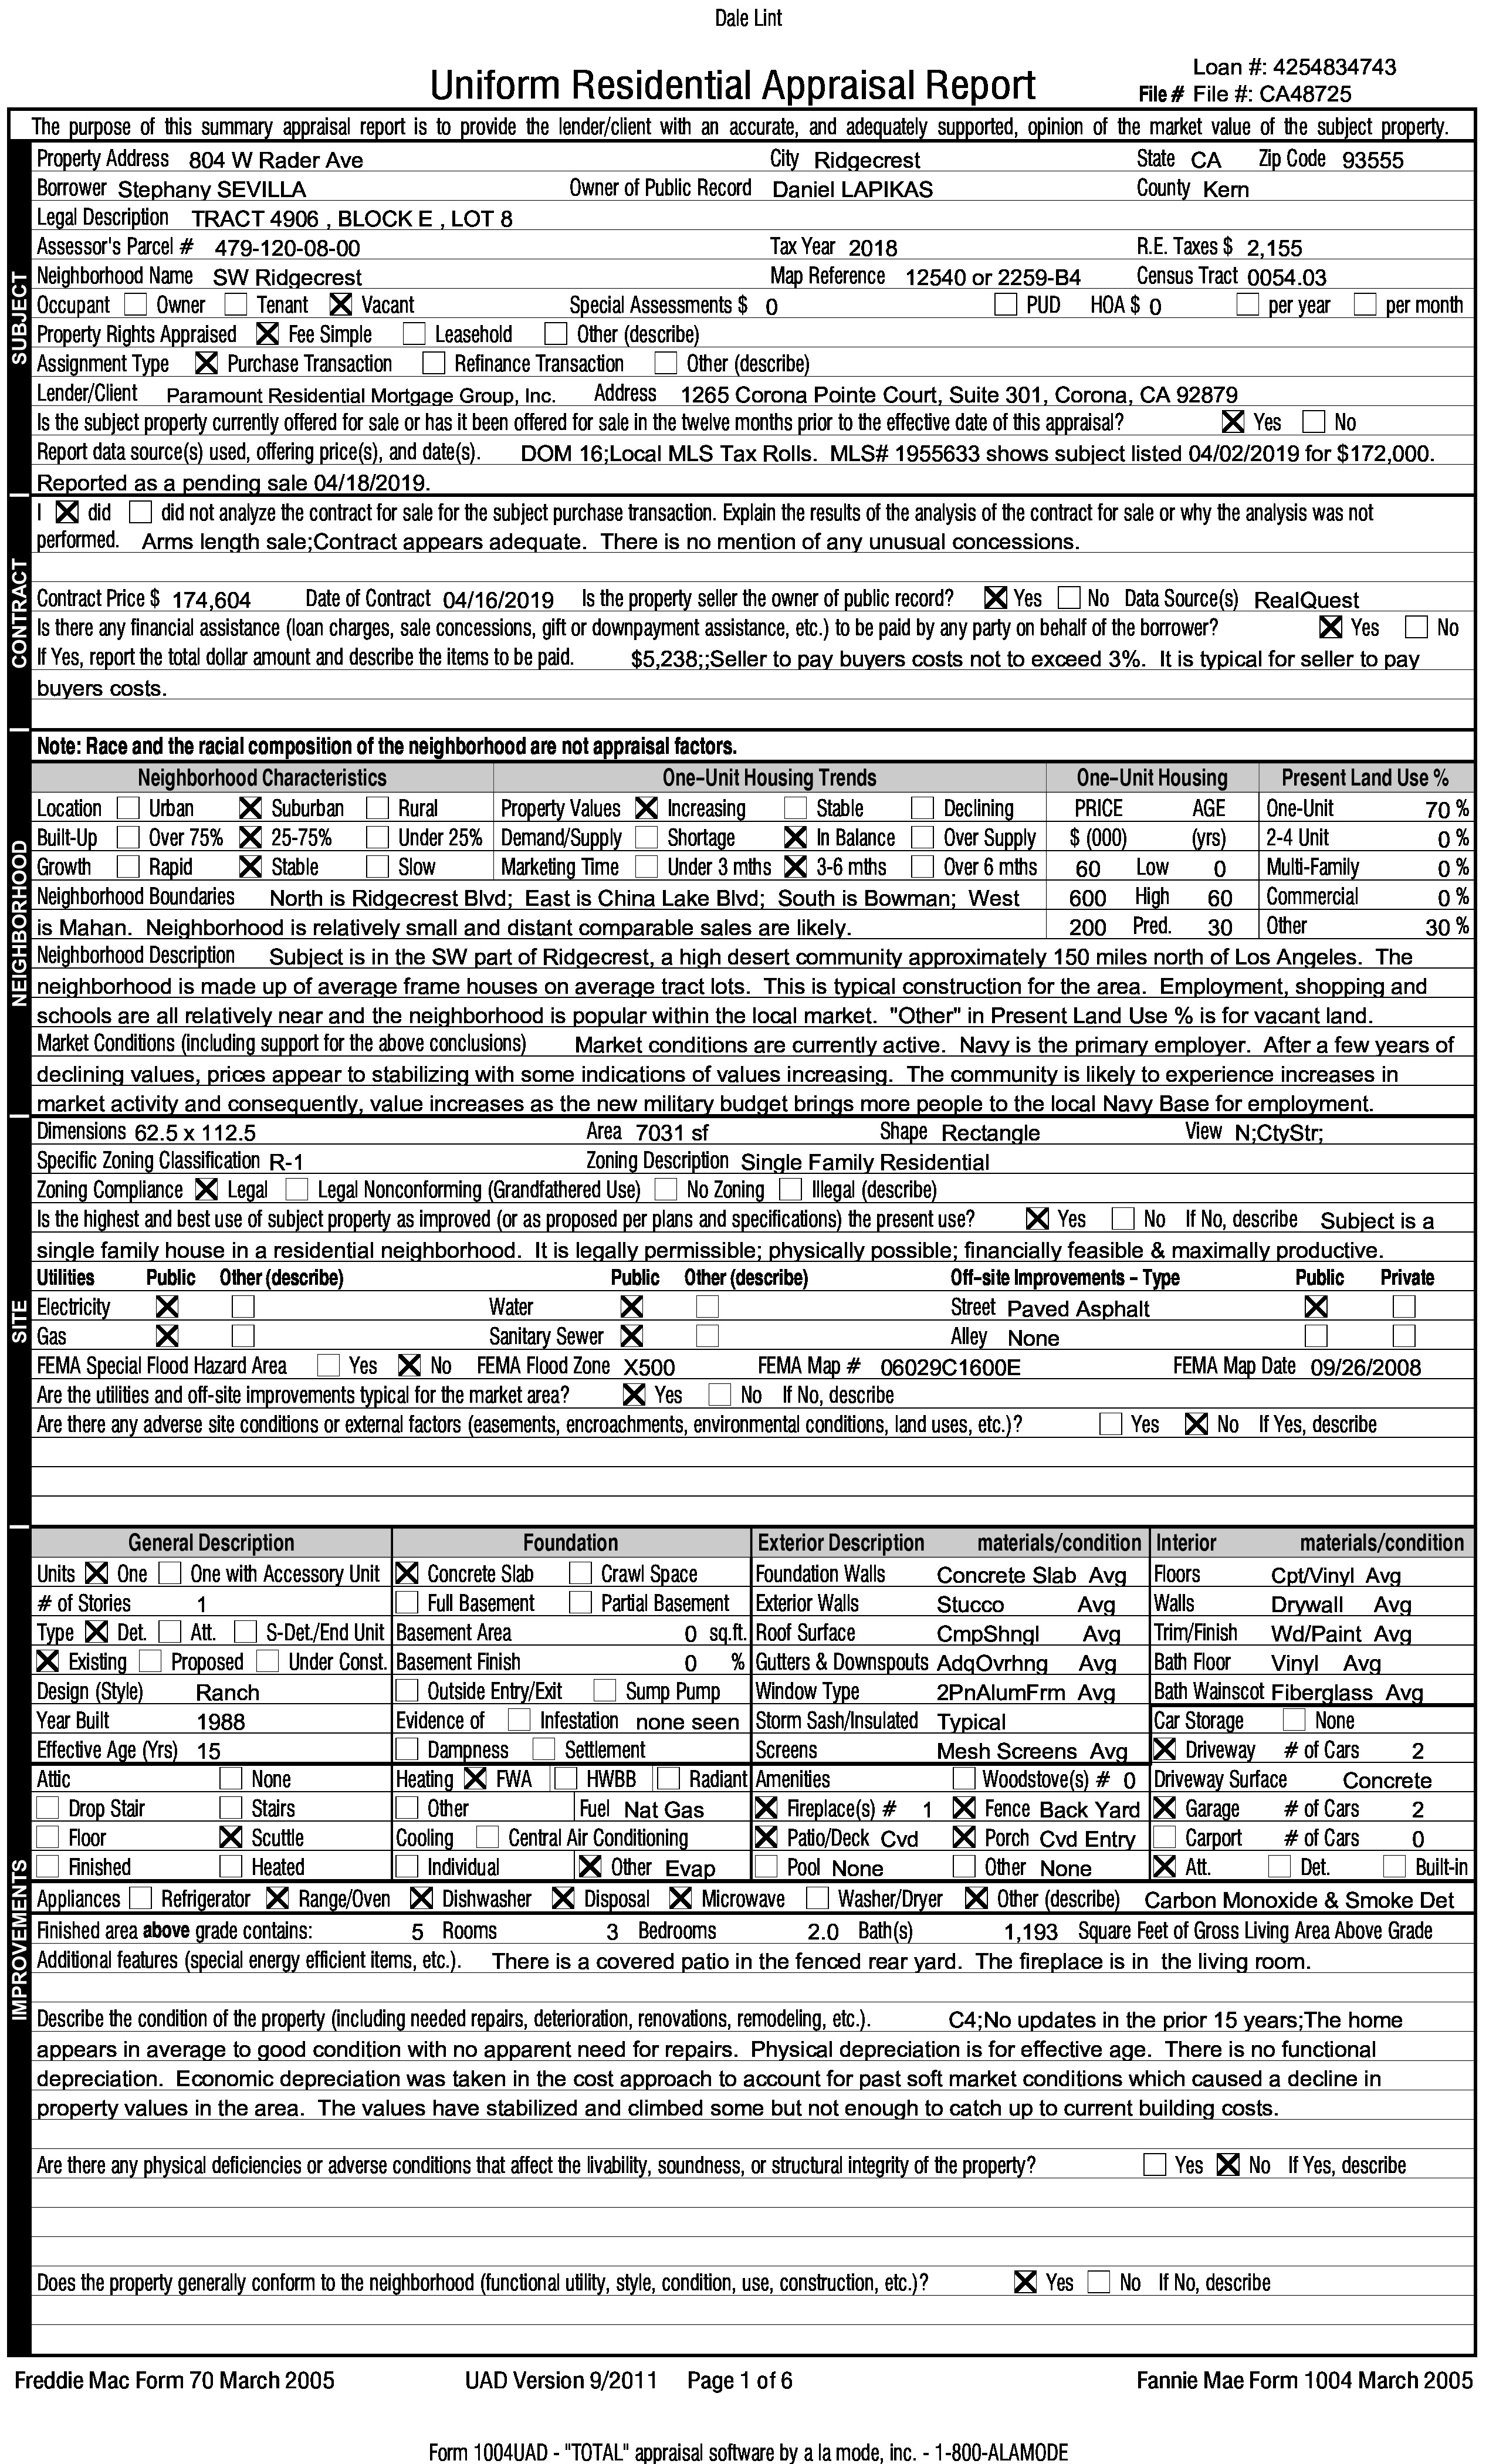 Dale Lint
Uniform Residential Appraisal Report
Loan #: 4254834743
File # File #: CA48725
The purpose of this summary appraisal report is to provide the lender/client with an accurate, and adequately supported, opinion of the market value of the subject property.
SUBJECT
Property Address 804 W Rader Ave City Ridgecrest State CA Zip Code 93555
Borrower Stephany SEVILLA Owner of Public Record Daniel LAPIKAS County Kern
Legal Description TRACT 4906 , BLOCK E , LOT 8
Assessor's Parcel # 479-120-08-00 Tax Year 2018 R.E. Taxes $ 2,155
Neighborhood Name SW Ridgecrest Map Reference 12540 or 2259-B4 Census Tract 0054.03
Occupant ☐ Owner ☐ Tenant ☒ Vacant Special Assessments $ 0 ☐ PUD HOA $ 0 ☐ per year ☐ per month
Property Rights Appraised ☒ Fee Simple ☐ Leasehold ☐ Other (describe)
Assignment Type ☒ Purchase Transaction ☐ Refinance Transaction ☐ Other (describe)
Lender/Client Paramount Residential Mortgage Group, Inc. Address 1265 Corona Pointe Court, Suite 301, Corona, CA 92879
Is the subject property currently offered for sale or has it been offered for sale in the twelve months prior to the effective date of this appraisal? ☒ Yes ☐ No
Report data source(s) used, offering price(s), and date(s). DOM 16;Local MLS Tax Rolls. MLS# 1955633 shows subject listed 04/02/2019 for $172,000.
Reported as a pending sale 04/18/2019.
CONTRACT
I ☒ did ☐ did not analyze the contract for sale for the subject purchase transaction. Explain the results of the analysis of the contract for sale or why the analysis was not
performed. Arms length sale;Contract appears adequate. There is no mention of any unusual concessions.
Contract Price $ 174,604 Date of Contract 04/16/2019 Is the property seller the owner of public record? ☒ Yes ☐ No Data Source(s) RealQuest
Is there any financial assistance (loan charges, sale concessions, gift or downpayment assistance, etc.) to be paid by any party on behalf of the borrower? ☒ Yes ☐ No
If Yes, report the total dollar amount and describe the items to be paid. $5,238;;Seller to pay buyers costs not to exceed 3%. It is typical for seller to pay
buyers costs.
NEIGHBORHOOD
Note: Race and the racial composition of the neighborhood are not appraisal factors.
Neighborhood Characteristics One-Unit Housing Trends One-Unit Housing Present Land Use %
Location ☐ Urban ☒ Suburban ☐ Rural Property Values ☒ Increasing ☐ Stable ☐ Declining PRICE AGE One-Unit 70 %
Built-Up ☐ Over 75% ☒ 25-75% ☐ Under 25% Demand/Supply ☐ Shortage ☒ In Balance ☐ Over Supply $ (000) (yrs) 2-4 Unit 0 %
Growth ☐ Rapid ☒ Stable ☐ Slow Marketing Time ☐ Under 3 mths ☒ 3-6 mths ☐ Over 6 mths 60 Low 0 Multi-Family 0 %
Neighborhood Boundaries North is Ridgecrest Blvd; East is China Lake Blvd; South is Bowman; West 600 High 60 Commercial 0 %
is Mahan. Neighborhood is relatively small and distant comparable sales are likely. 200 Pred. 30 Other 30 %
Neighborhood Description Subject is in the SW part of Ridgecrest, a high desert community approximately 150 miles north of Los Angeles. The
neighborhood is made up of average frame houses on average tract lots. This is typical construction for the area. Employment, shopping and
schools are all relatively near and the neighborhood is popular within the local market. "Other" in Present Land Use % is for vacant land.
Market Conditions (including support for the above conclusions) Market conditions are currently active. Navy is the primary employer. After a few years of
declining values, prices appear to stabilizing with some indications of values increasing. The community is likely to experience increases in
market activity and consequently, value increases as the new military budget brings more people to the local Navy Base for employment.
SITE
Dimensions 62.5 x 112.5 Area 7031 sf Shape Rectangle View N;CtyStr;
Specific Zoning Classification R-1 Zoning Description Single Family Residential
Zoning Compliance ☒ Legal ☐ Legal Nonconforming (Grandfathered Use) ☐ No Zoning ☐ Illegal (describe)
Is the highest and best use of subject property as improved (or as proposed per plans and specifications) the present use? ☒ Yes ☐ No If No, describe Subject is a
single family house in a residential neighborhood. It is legally permissible; physically possible; financially feasible & maximally productive.
Utilities Public Other (describe) Public Other (describe) Off-site Improvements - Type Public Private
Electricity ☒ ☐ Water ☒ ☐ Street Paved Asphalt ☒ ☐
Gas ☒ ☐ Sanitary Sewer ☒ ☐ Alley None ☐ ☐
FEMA Special Flood Hazard Area ☐ Yes ☒ No FEMA Flood Zone X500 FEMA Map # 06029C1600E FEMA Map Date 09/26/2008
Are the utilities and off-site improvements typical for the market area? ☒ Yes ☐ No If No, describe
Are there any adverse site conditions or external factors (easements, encroachments, environmental conditions, land uses, etc.)? ☐ Yes ☒ No If Yes, describe
IMPROVEMENTS
General Description Foundation Exterior Description materials/condition Interior materials/condition
Units ☒ One ☐ One with Accessory Unit ☒ Concrete Slab ☐ Crawl Space Foundation Walls Concrete Slab Avg Floors Cpt/Vinyl Avg
# of Stories 1 ☐ Full Basement ☐ Partial Basement Exterior Walls Stucco Avg Walls Drywall Avg
Type ☒ Det. ☐ Att. ☐ S-Det./End Unit Basement Area 0 sq.ft. Roof Surface CmpShngl Avg Trim/Finish Wd/Paint Avg
☒ Existing ☐ Proposed ☐ Under Const. Basement Finish 0 % Gutters & Downspouts AdqOvrhng Avg Bath Floor Vinyl Avg
Design (Style) Ranch ☐ Outside Entry/Exit ☐ Sump Pump Window Type 2PnAlumFrm Avg Bath Wainscot Fiberglass Avg
Year Built 1988 Evidence of ☐ Infestation none seen Storm Sash/Insulated Typical Car Storage ☐ None
Effective Age (Yrs) 15 ☐ Dampness ☐ Settlement Screens Mesh Screens Avg ☒ Driveway # of Cars 2
Attic ☐ None Heating ☒ FWA ☐ HWBB ☐ Radiant Amenities ☐ Woodstove(s) # 0 Driveway Surface Concrete
☐ Drop Stair ☐ Stairs ☐ Other Fuel Nat Gas ☒ Fireplace(s) # 1 ☒ Fence Back Yard ☒ Garage # of Cars 2
☐ Floor ☒ Scuttle Cooling ☐ Central Air Conditioning ☒ Patio/Deck Cvd ☒ Porch Cvd Entry ☐ Carport # of Cars 0
☐ Finished ☐ Heated ☐ Individual ☒ Other Evap ☐ Pool None ☐ Other None ☒ Att. ☐ Det. ☐ Built-in
Appliances ☐ Refrigerator ☒ Range/Oven ☒ Dishwasher ☒ Disposal ☒ Microwave ☐ Washer/Dryer ☒ Other (describe) Carbon Monoxide & Smoke Det
Finished area above grade contains: 5 Rooms 3 Bedrooms 2.0 Bath(s) 1,193 Square Feet of Gross Living Area Above Grade
Additional features (special energy efficient items, etc.). There is a covered patio in the fenced rear yard. The fireplace is in the living room.
Describe the condition of the property (including needed repairs, deterioration, renovations, remodeling, etc.). C4;No updates in the prior 15 years;The home
appears in average to good condition with no apparent need for repairs. Physical depreciation is for effective age. There is no functional
depreciation. Economic depreciation was taken in the cost approach to account for past soft market conditions which caused a decline in
property values in the area. The values have stabilized and climbed some but not enough to catch up to current building costs.
Are there any physical deficiencies or adverse conditions that affect the livability, soundness, or structural integrity of the property? ☐ Yes ☒ No If Yes, describe
Does the property generally conform to the neighborhood (functional utility, style, condition, use, construction, etc.)? ☒ Yes ☐ No If No, describe
Freddie Mac Form 70 March 2005 UAD Version 9/2011 Page 1 of 6 Fannie Mae Form 1004 March 2005
Form 1004UAD - "TOTAL" appraisal software by a la mode, inc. - 1-800-ALAMODE